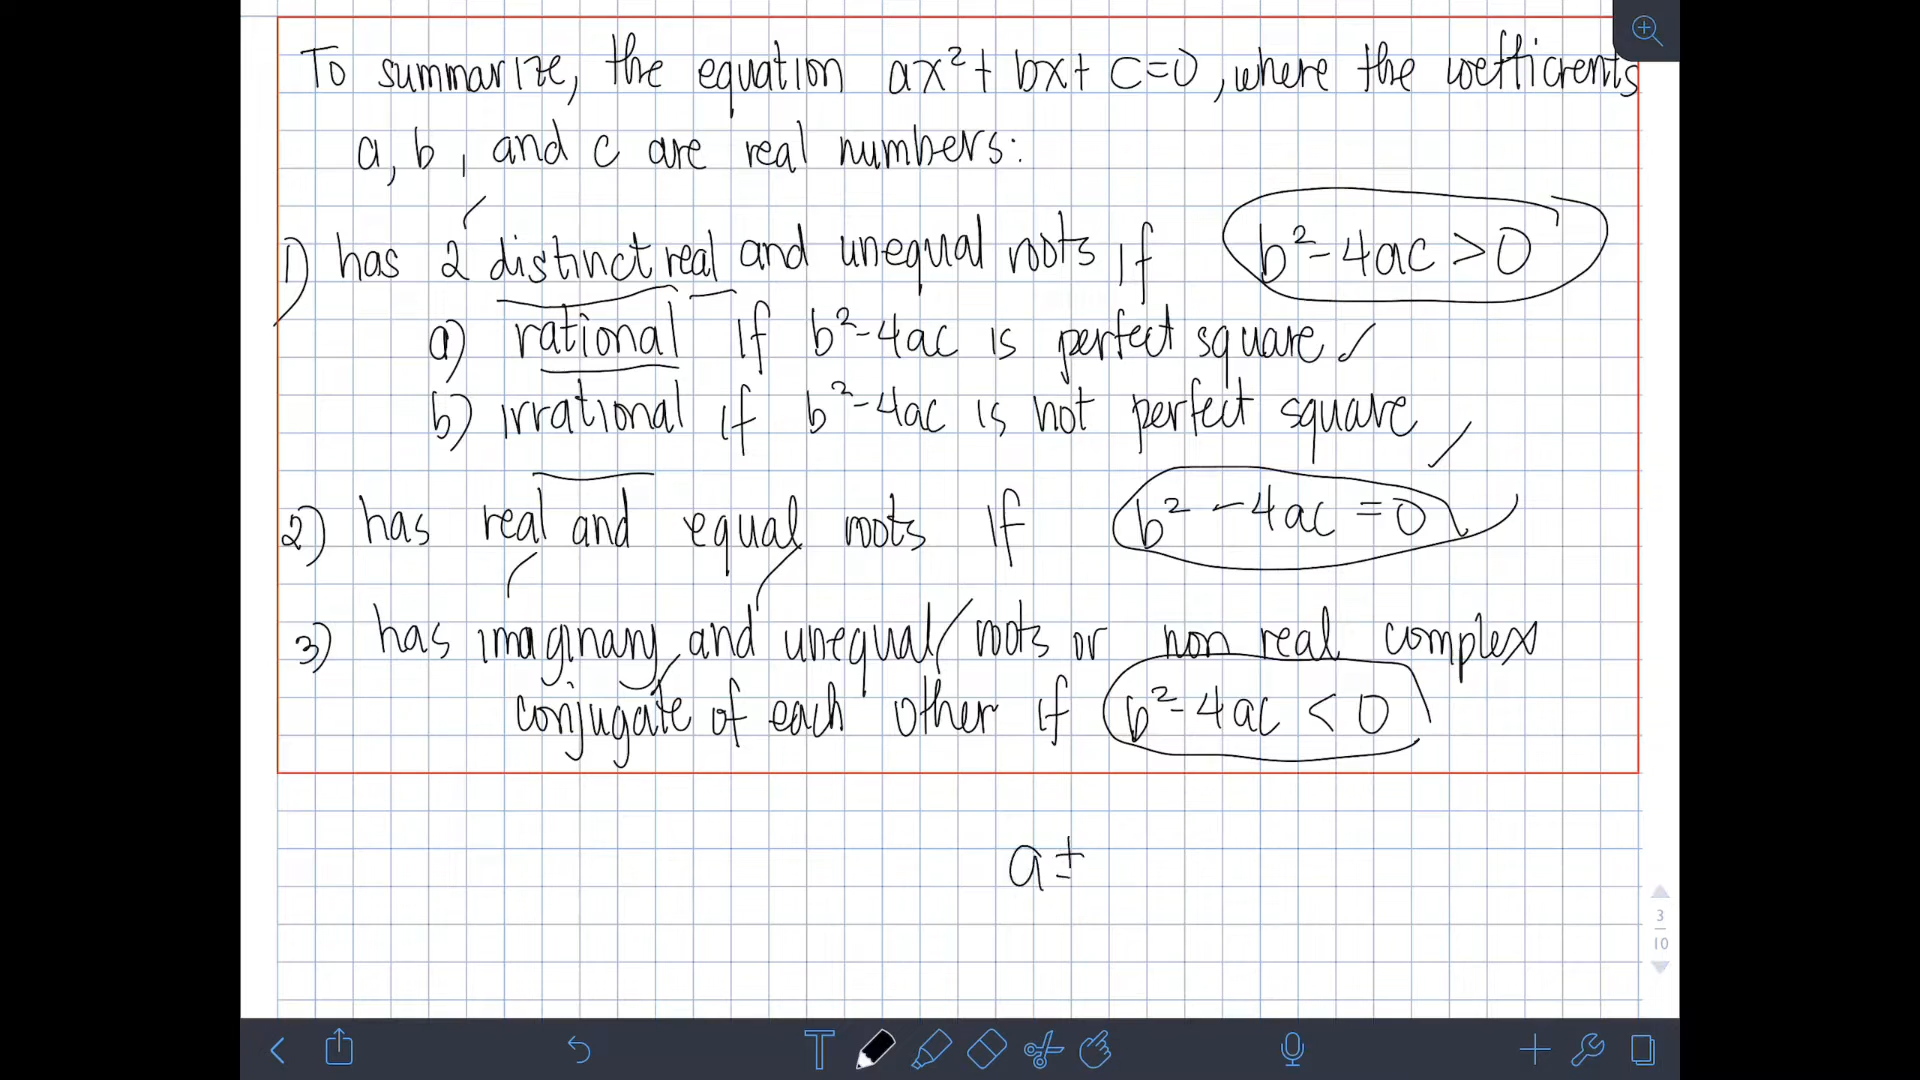 To summarize, the equation ax²+ bx+ c=0, where the coefficients
a, b, and c are real numbers:
1) has 2 distinct real and unequal roots if b²-4ac>0
a) rational if b²-4ac is perfect square
b) irrational if b²-4ac is not perfect square
2) has real and equal roots if b²-4ac=0
3) has imaginary and unequal roots or non real complex
conjugate of each other if b²-4ac<0
a±
3
10
T